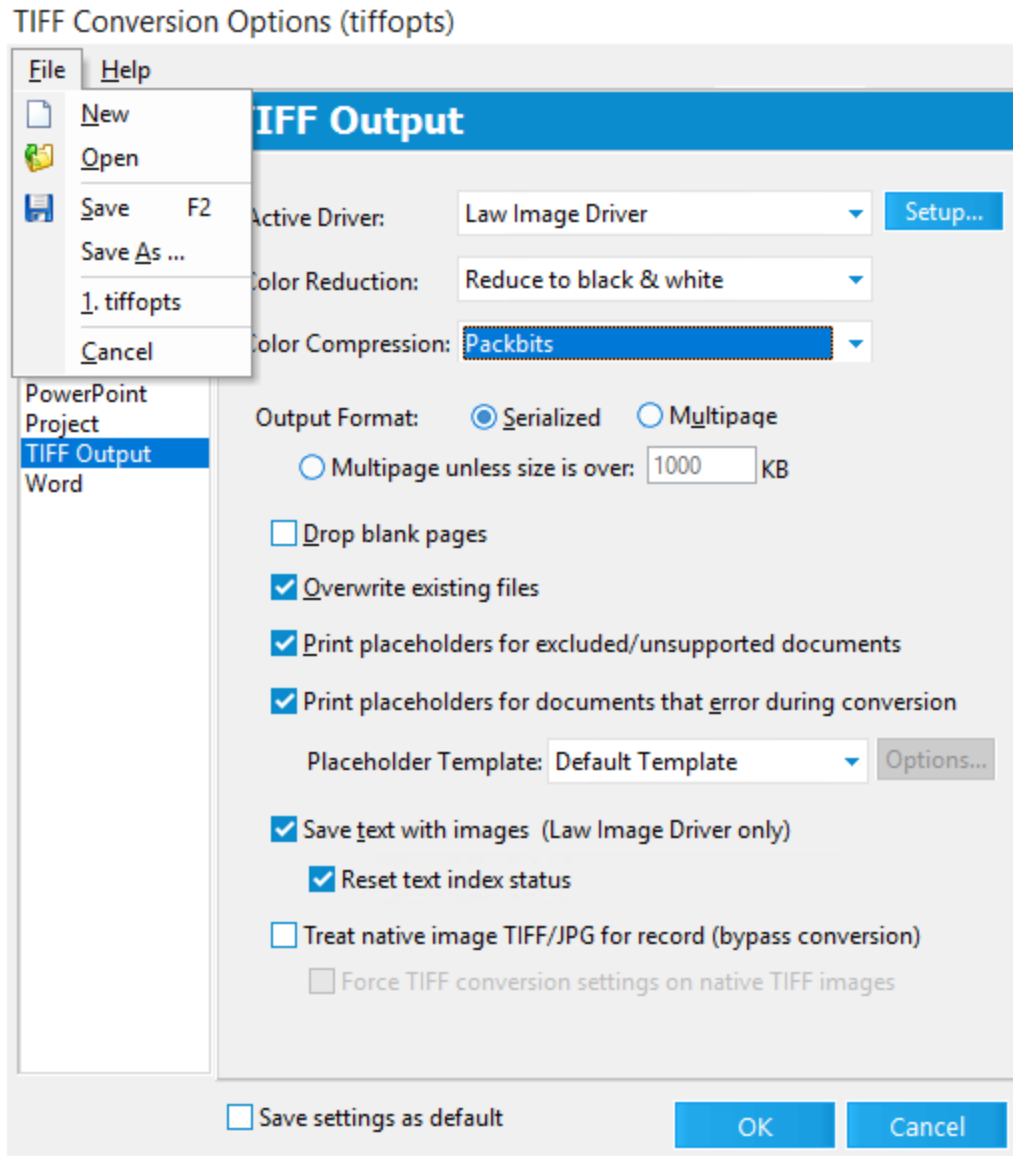 TIFF Conversion Options (tiffopts)
File Help
New
Open
Save F2
Save As ...
1. tiffopts
Cancel
PowerPoint
Project
TIFF Output
Word
IFF Output
Active Driver: Law Image Driver Setup...
Color Reduction: Reduce to black & white
Color Compression: Packbits
Output Format: Serialized Multipage
Multipage unless size is over: 1000 KB
Drop blank pages
Overwrite existing files
Print placeholders for excluded/unsupported documents
Print placeholders for documents that error during conversion
Placeholder Template: Default Template Options...
Save text with images (Law Image Driver only)
Reset text index status
Treat native image TIFF/JPG for record (bypass conversion)
Force TIFF conversion settings on native TIFF images
Save settings as default OK Cancel